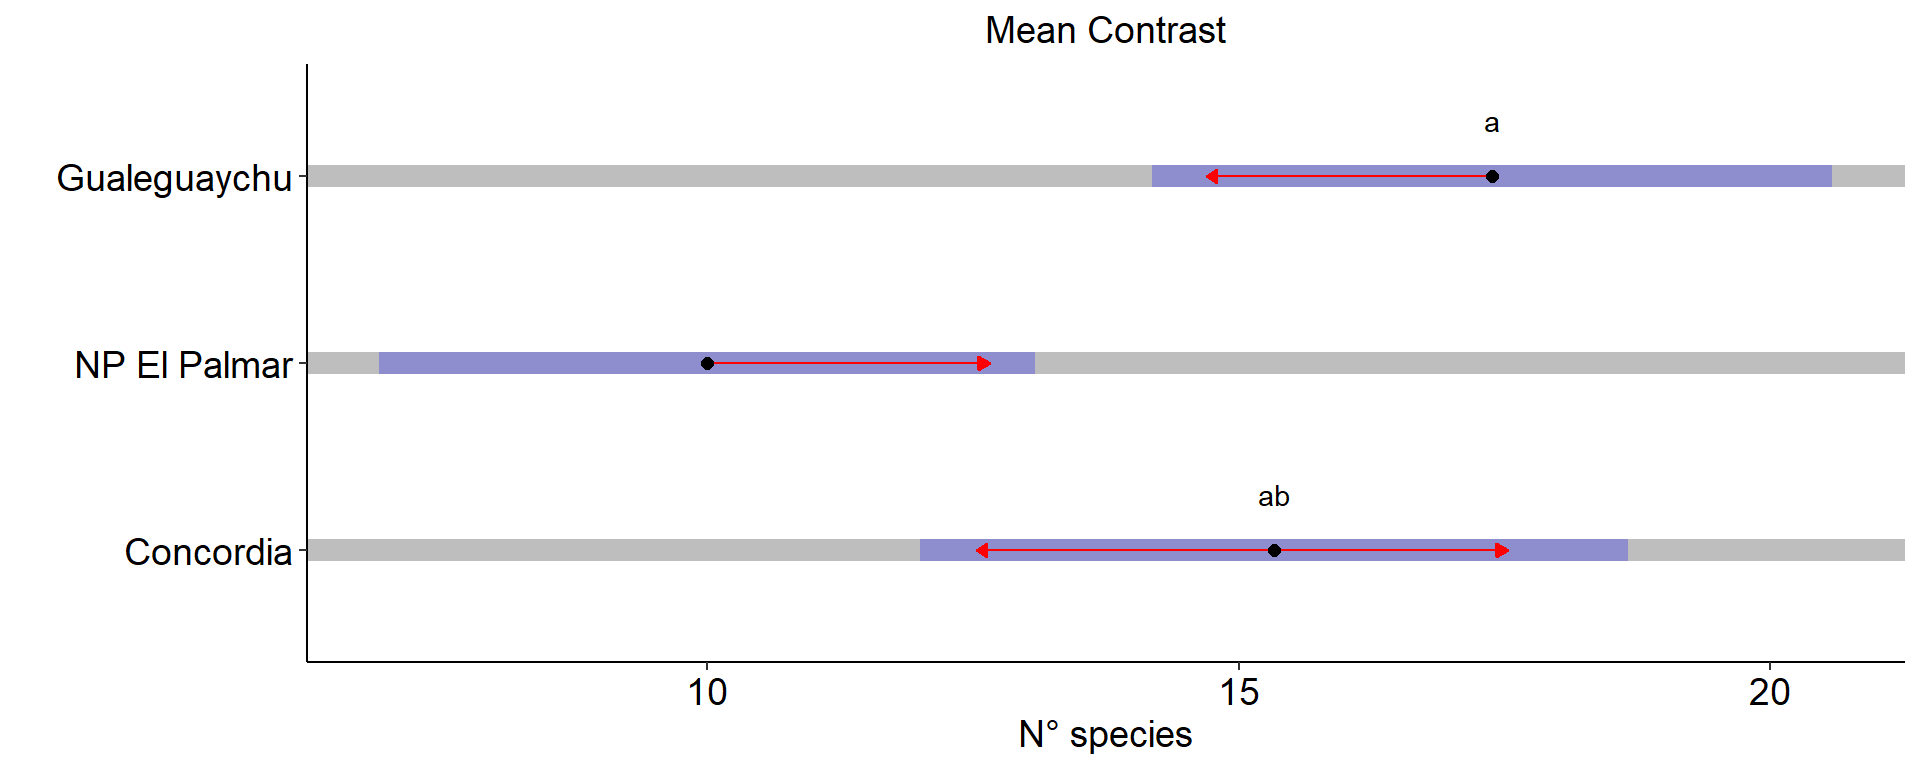 Mean Contrast
a
Gualeguaychu
NP El Palmar
ab
Concordia
10 15 20
N° species